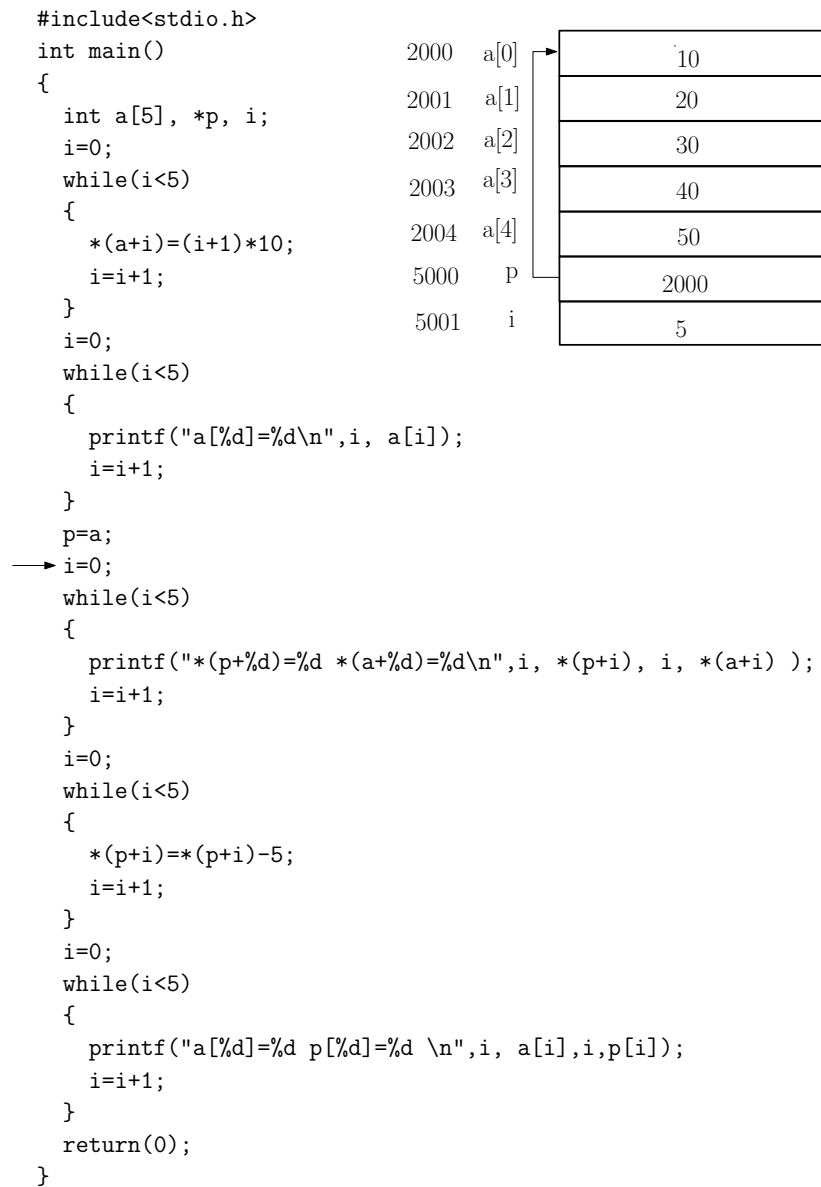 #include<stdio.h>
int main()
{
int a[5], *p, i;
i=0;
while(i<5)
{
*(a+i)=(i+1)*10;
i=i+1;
}
i=0;
while(i<5)
{
printf("a[%d]=%d\n",i, a[i]);
i=i+1;
}
p=a;
i=0;
while(i<5)
{
printf("*(p+%d)=%d *(a+%d)=%d\n",i, *(p+i), i, *(a+i) );
i=i+1;
}
i=0;
while(i<5)
{
*(p+i)=*(p+i)-5;
i=i+1;
}
i=0;
while(i<5)
{
printf("a[%d]=%d p[%d]=%d \n",i, a[i],i,p[i]);
i=i+1;
}
return(0);
}
2000 a[0] 10
2001 a[1] 20
2002 a[2] 30
2003 a[3] 40
2004 a[4] 50
5000 p 2000
5001 i 5